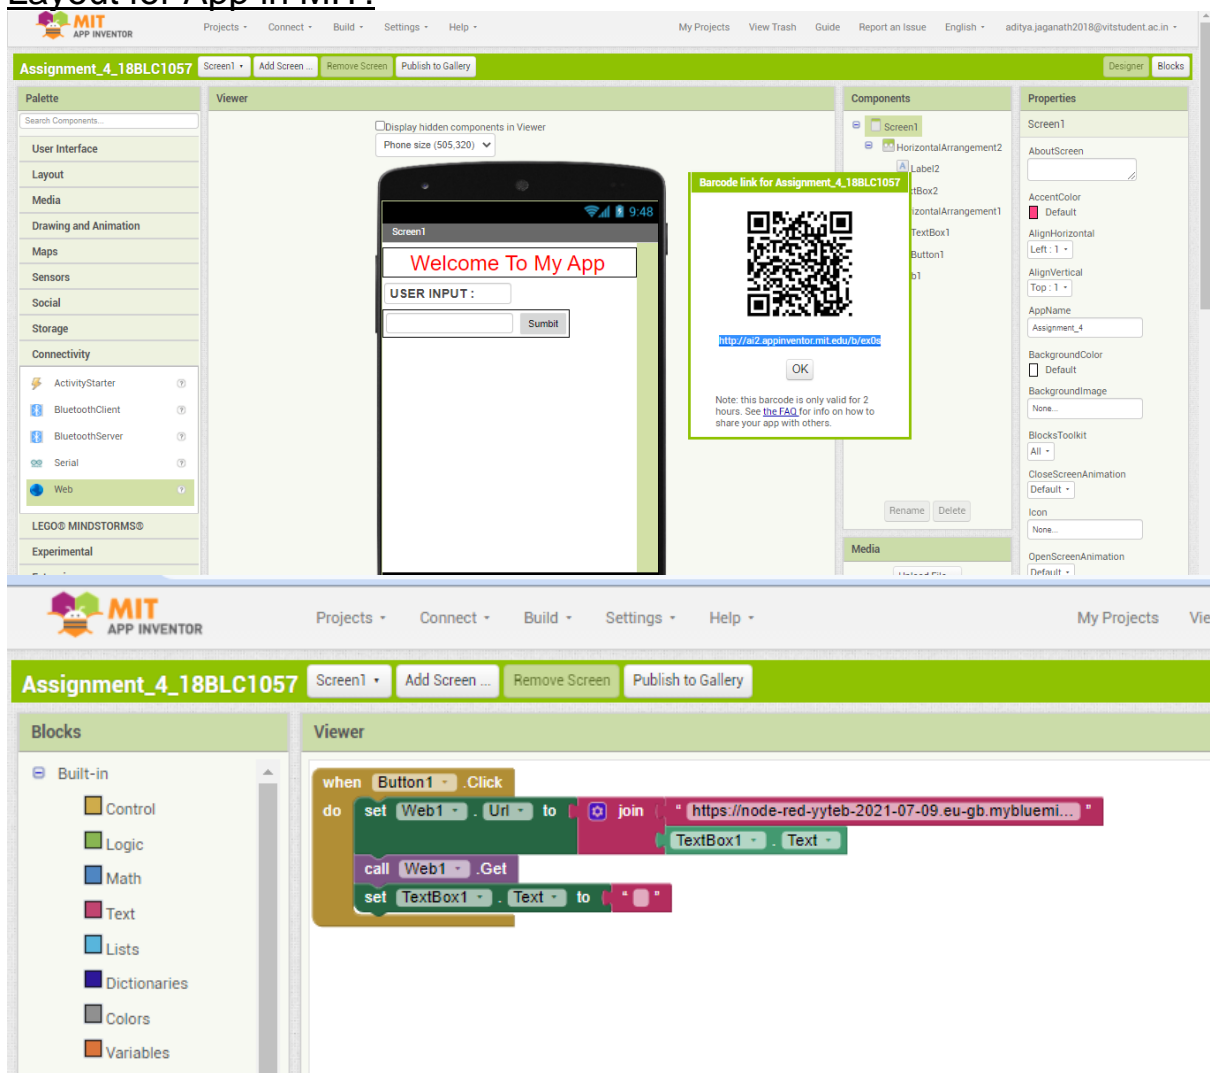 Layout for App in MIT:
MIT
APP INVENTOR
Projects
Connect
Build
Settings
Help
My Projects
View Trash
Guide
Report an Issue
English
aditya.jaganath2018@vitstudent.ac.in
Assignment_4_18BLC1057
Screen1
Add Screen ...
Remove Screen
Publish to Gallery
Designer
Blocks
Palette
Search Components...
User Interface
Layout
Media
Drawing and Animation
Maps
Sensors
Social
Storage
Connectivity
ActivityStarter
BluetoothClient
BluetoothServer
Serial
Web
LEGO® MINDSTORMS®
Experimental
Viewer
Display hidden components in Viewer
Phone size (505,320)
9:48
Screen1
Welcome To My App
USER INPUT :
Sumbit
Barcode link for Assignment_4_18BLC1057
http://ai2.appinventor.mit.edu/b/ex0s
OK
Note: this barcode is only valid for 2
hours. See the FAQ for info on how to
share your app with others.
Components
Screen1
HorizontalArrangement2
A Label2
tBox2
izontalArrangement1
TextBox1
Button1
b1
Rename
Delete
Media
Upload File ...
Properties
Screen1
AboutScreen
AccentColor
Default
AlignHorizontal
Left : 1
AlignVertical
Top : 1
AppName
Assignment_4
BackgroundColor
Default
BackgroundImage
None...
BlocksToolkit
All
CloseScreenAnimation
Default
Icon
None...
OpenScreenAnimation
Default
MIT
APP INVENTOR
Projects
Connect
Build
Settings
Help
My Projects
Vie
Assignment_4_18BLC1057
Screen1
Add Screen ...
Remove Screen
Publish to Gallery
Blocks
Built-in
Control
Logic
Math
Text
Lists
Dictionaries
Colors
Variables
Viewer
when Button1 .Click
do set Web1 . Url to join " https://node-red-yyteb-2021-07-09.eu-gb.mybluemi... "
TextBox1 . Text
call Web1 .Get
set TextBox1 . Text to " "